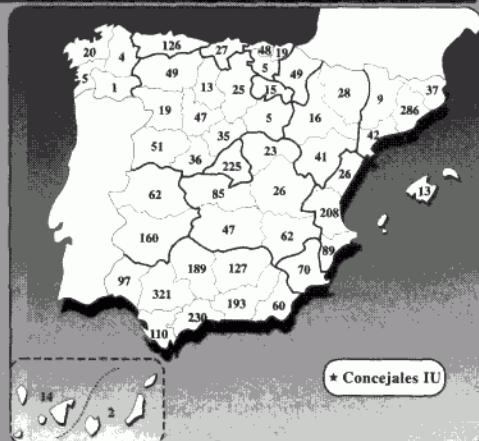 20 4 126 27 48 19
5 1 49 13 25 5 15 49
19 47 5 16 28 9 286 37
51 36 35 225 23 41 42 26
62 85 26 208 13
160 47 62 89
97 189 127 70
321 193 60
110 230
14 2
★ Concejales IU